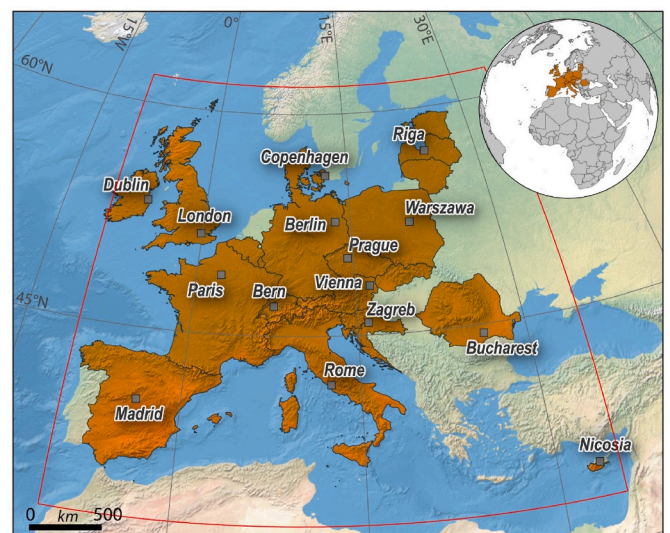 15°W
0°
15°E
30°E
60°N
Riga
Copenhagen
Dublin
London
Warszawa
Berlin
Prague
Paris
Bern
Vienna
45°N
Zagreb
Bucharest
Rome
Madrid
Nicosia
0 km 500